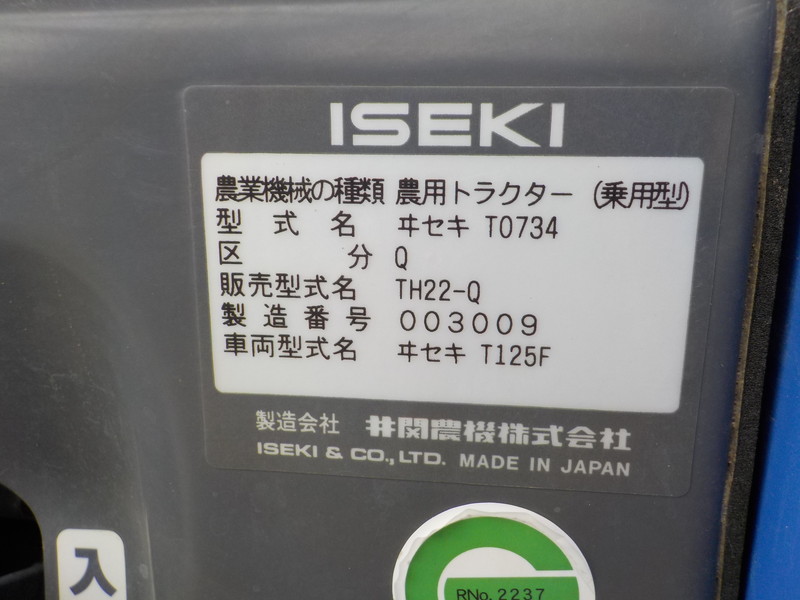 ISEKI
農業機械の種類 農用トラクター (乗用型)
型式名 ヰセキ T0734
区分 Q
販売型式名 TH22-Q
製造番号 003009
車両型式名 ヰセキ T125F
製造会社 井関農機株式会社
ISEKI & CO., LTD. MADE IN JAPAN
入
RNo. 2237